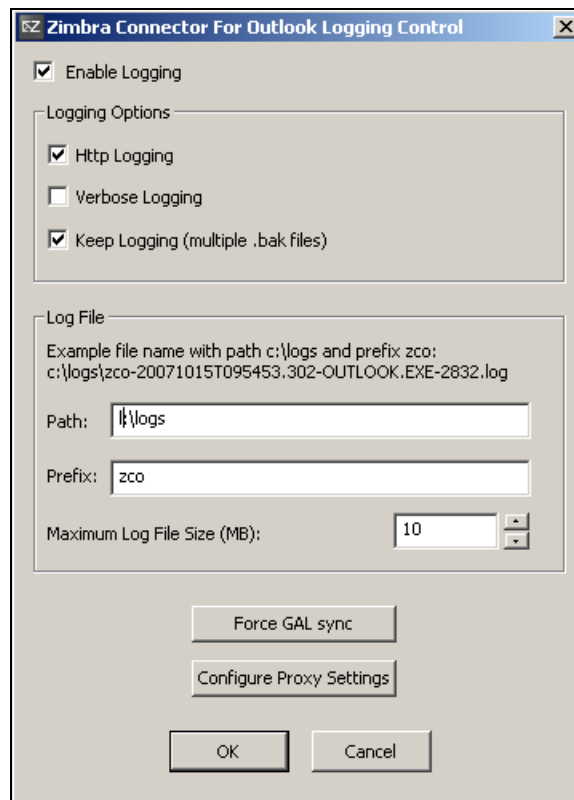 Zimbra Connector For Outlook Logging Control
Enable Logging
Logging Options
Http Logging
Verbose Logging
Keep Logging (multiple .bak files)
Log File
Example file name with path c:\logs and prefix zco:
c:\logs\zco-20071015T095453.302-OUTLOOK.EXE-2832.log
Path: l:\logs
Prefix: zco
Maximum Log File Size (MB): 10
Force GAL sync
Configure Proxy Settings
OK Cancel